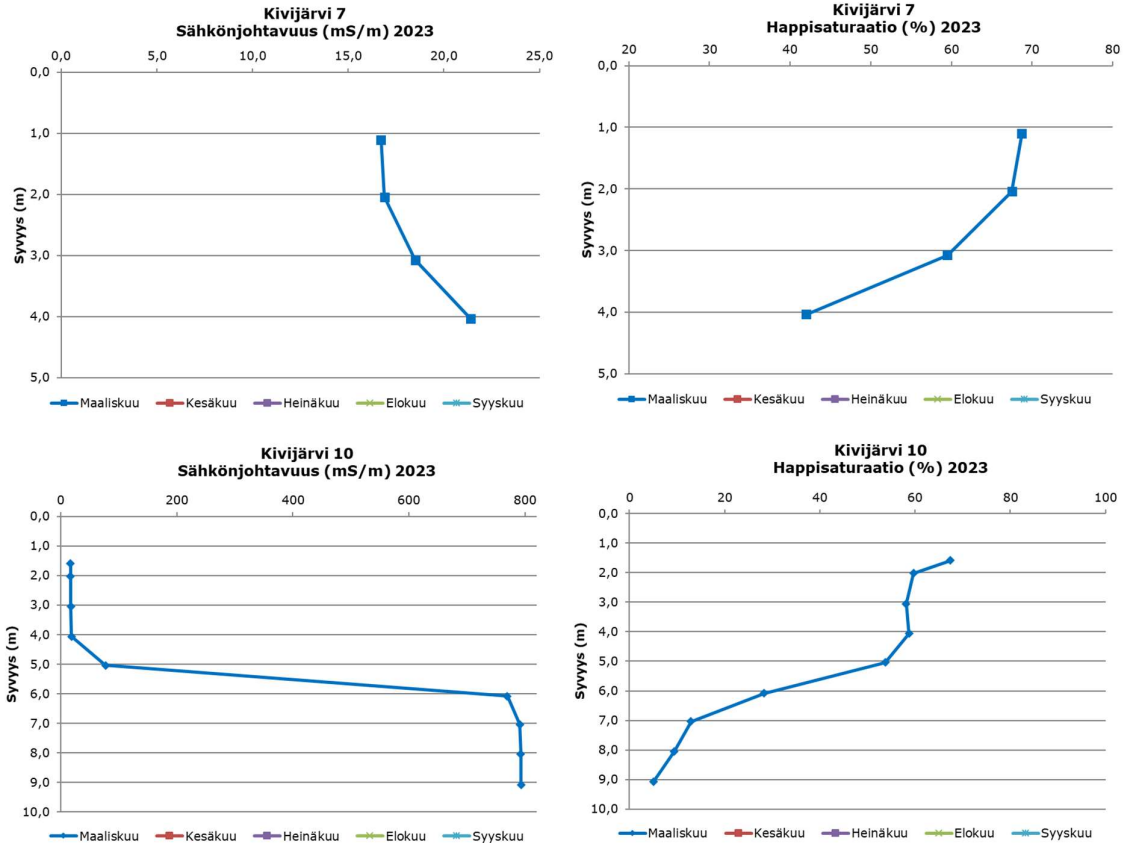 Kivijärvi 7
Sähkönjohtavuus (mS/m) 2023
0,0 5,0 10,0 15,0 20,0 25,0
0,0
1,0
2,0
3,0
4,0
5,0
Syvyys (m)
Maaliskuu Kesäkuu Heinäkuu Elokuu Syyskuu
Kivijärvi 7
Happisaturaatio (%) 2023
20 30 40 50 60 70 80
0,0
1,0
2,0
3,0
4,0
5,0
Syvyys (m)
Maaliskuu Kesäkuu Heinäkuu Elokuu Syyskuu
Kivijärvi 10
Sähkönjohtavuus (mS/m) 2023
0 200 400 600 800
0,0
1,0
2,0
3,0
4,0
5,0
6,0
7,0
8,0
9,0
10,0
Syvyys (m)
Maaliskuu Kesäkuu Heinäkuu Elokuu Syyskuu
Kivijärvi 10
Happisaturaatio (%) 2023
0 20 40 60 80 100
0,0
1,0
2,0
3,0
4,0
5,0
6,0
7,0
8,0
9,0
10,0
Syvyys (m)
Maaliskuu Kesäkuu Heinäkuu Elokuu Syyskuu